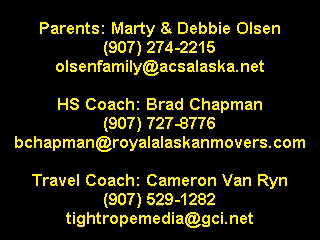 Parents: Marty & Debbie Olsen
(907) 274-2215
olsenfamily@acsalaska.net
HS Coach: Brad Chapman
(907) 727-8776
bchapman@royalalaskanmovers.com
Travel Coach: Cameron Van Ryn
(907) 529-1282
tightropemedia@gci.net